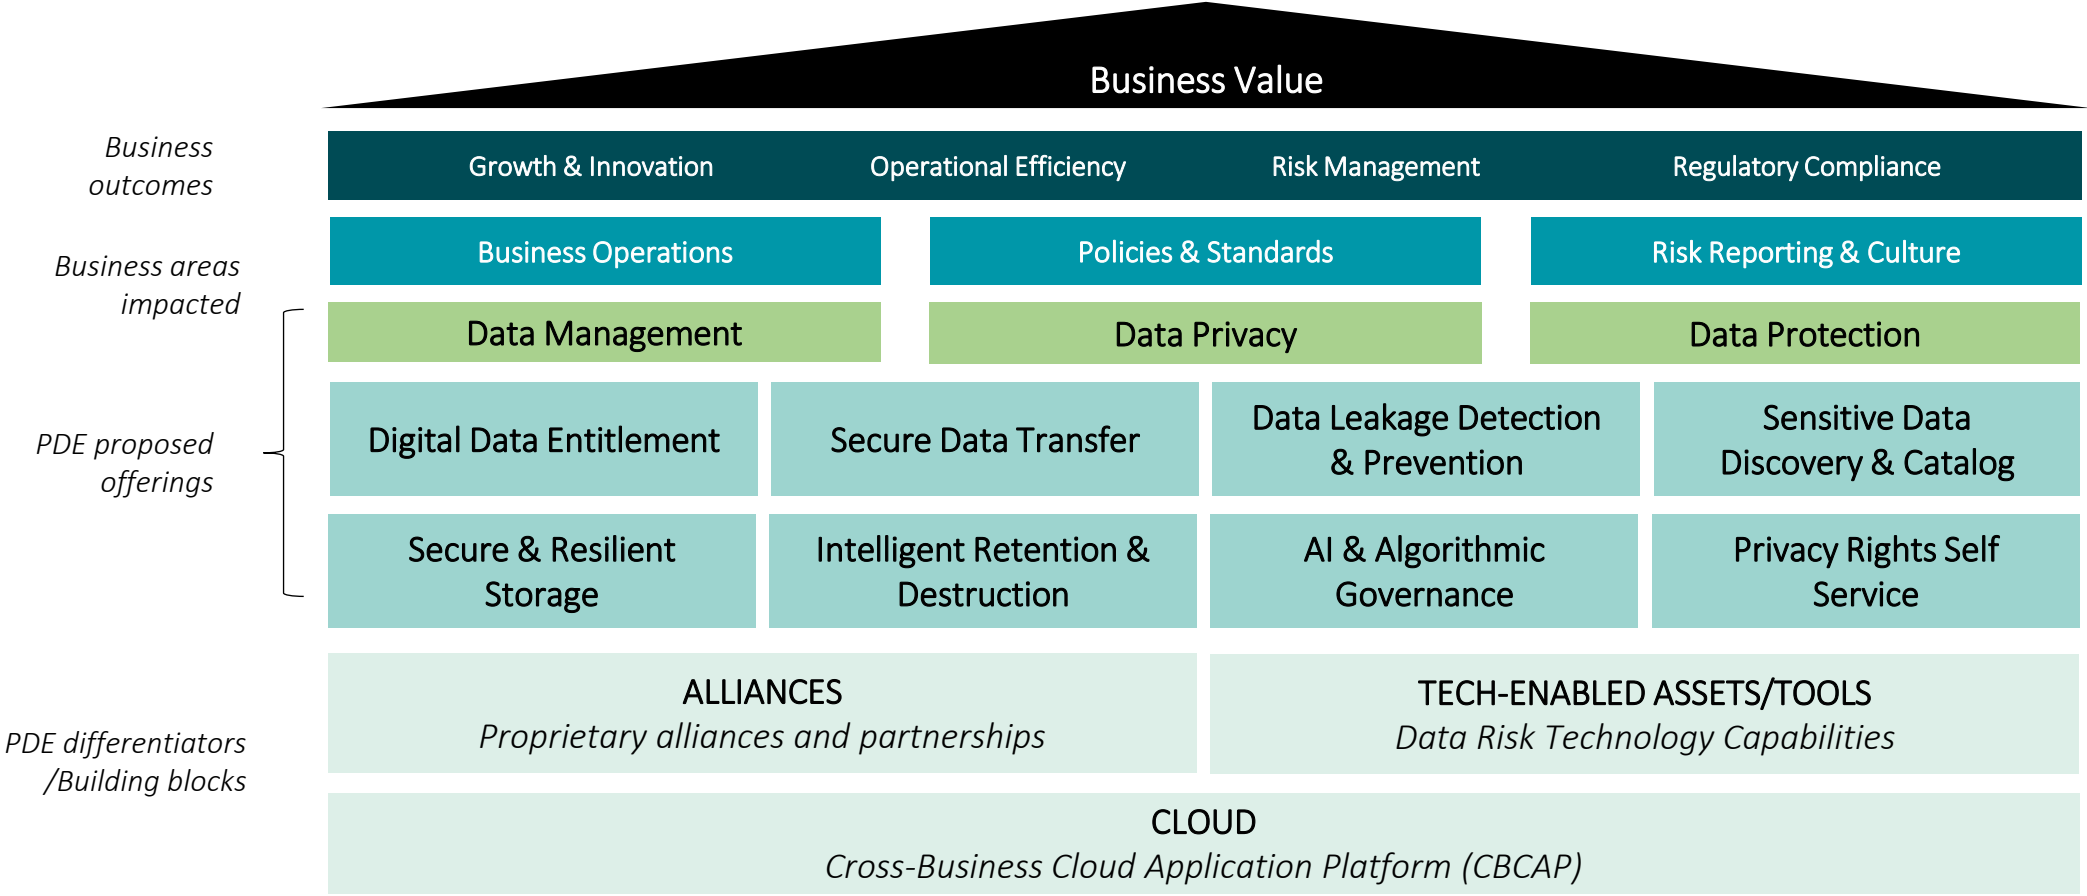 Business Value
Business
outcomes
Growth & Innovation
Operational Efficiency
Risk Management
Regulatory Compliance
Business areas
impacted
Business Operations
Policies & Standards
Risk Reporting & Culture
PDE proposed
offerings
Data Management
Data Privacy
Data Protection
Digital Data Entitlement
Secure Data Transfer
Data Leakage Detection
& Prevention
Sensitive Data
Discovery & Catalog
Secure & Resilient
Storage
Intelligent Retention &
Destruction
AI & Algorithmic
Governance
Privacy Rights Self
Service
PDE differentiators
/Building blocks
ALLIANCES
Proprietary alliances and partnerships
TECH-ENABLED ASSETS/TOOLS
Data Risk Technology Capabilities
CLOUD
Cross-Business Cloud Application Platform (CBCAP)